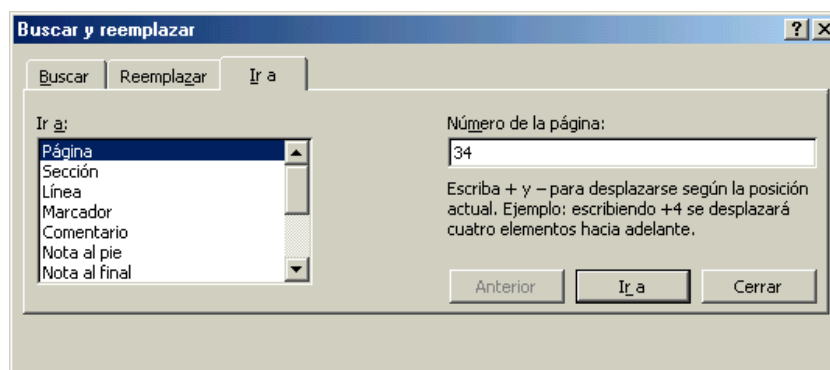 Buscar y reemplazar
Buscar
Reemplazar
Ir a
Ir a:
Página
Sección
Línea
Marcador
Comentario
Nota al pie
Nota al final
Número de la página:
34
Escriba + y – para desplazarse según la posición
actual. Ejemplo: escribiendo +4 se desplazará
cuatro elementos hacia adelante.
Anterior
Ir a
Cerrar